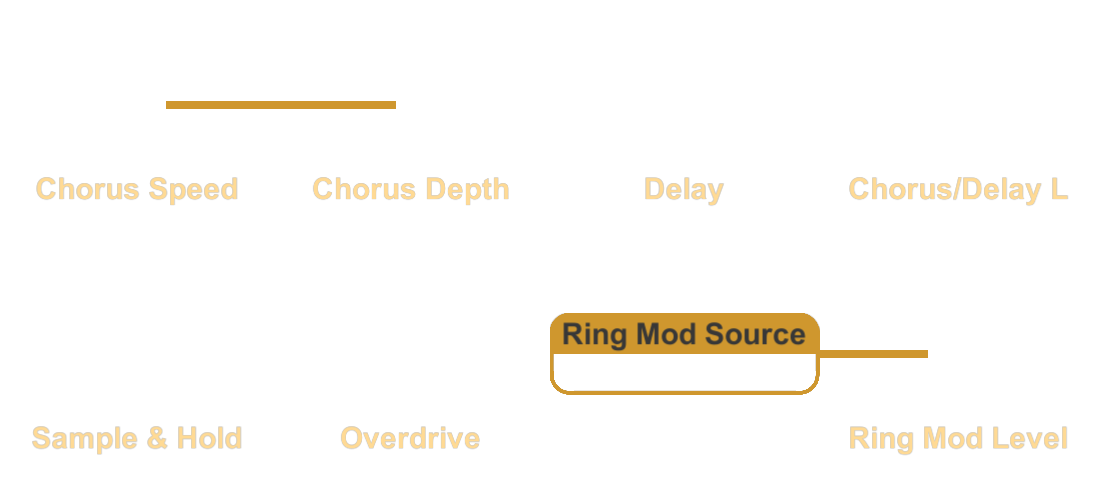 Chorus Speed
Chorus Depth
Delay
Chorus/Delay L
Ring Mod Source
Sample & Hold
Overdrive
Ring Mod Level